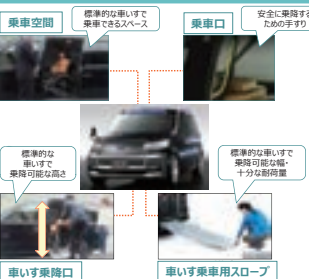 乗車空間
標準的な車いすで
乗車できるスペース
乗車口
安全に乗降する
ための手すり
標準的な
車いすで
乗降可能な高さ
標準的な車いすで
乗降可能な幅・
十分な耐荷量
車いす乗降口
車いす乗車用スロープ